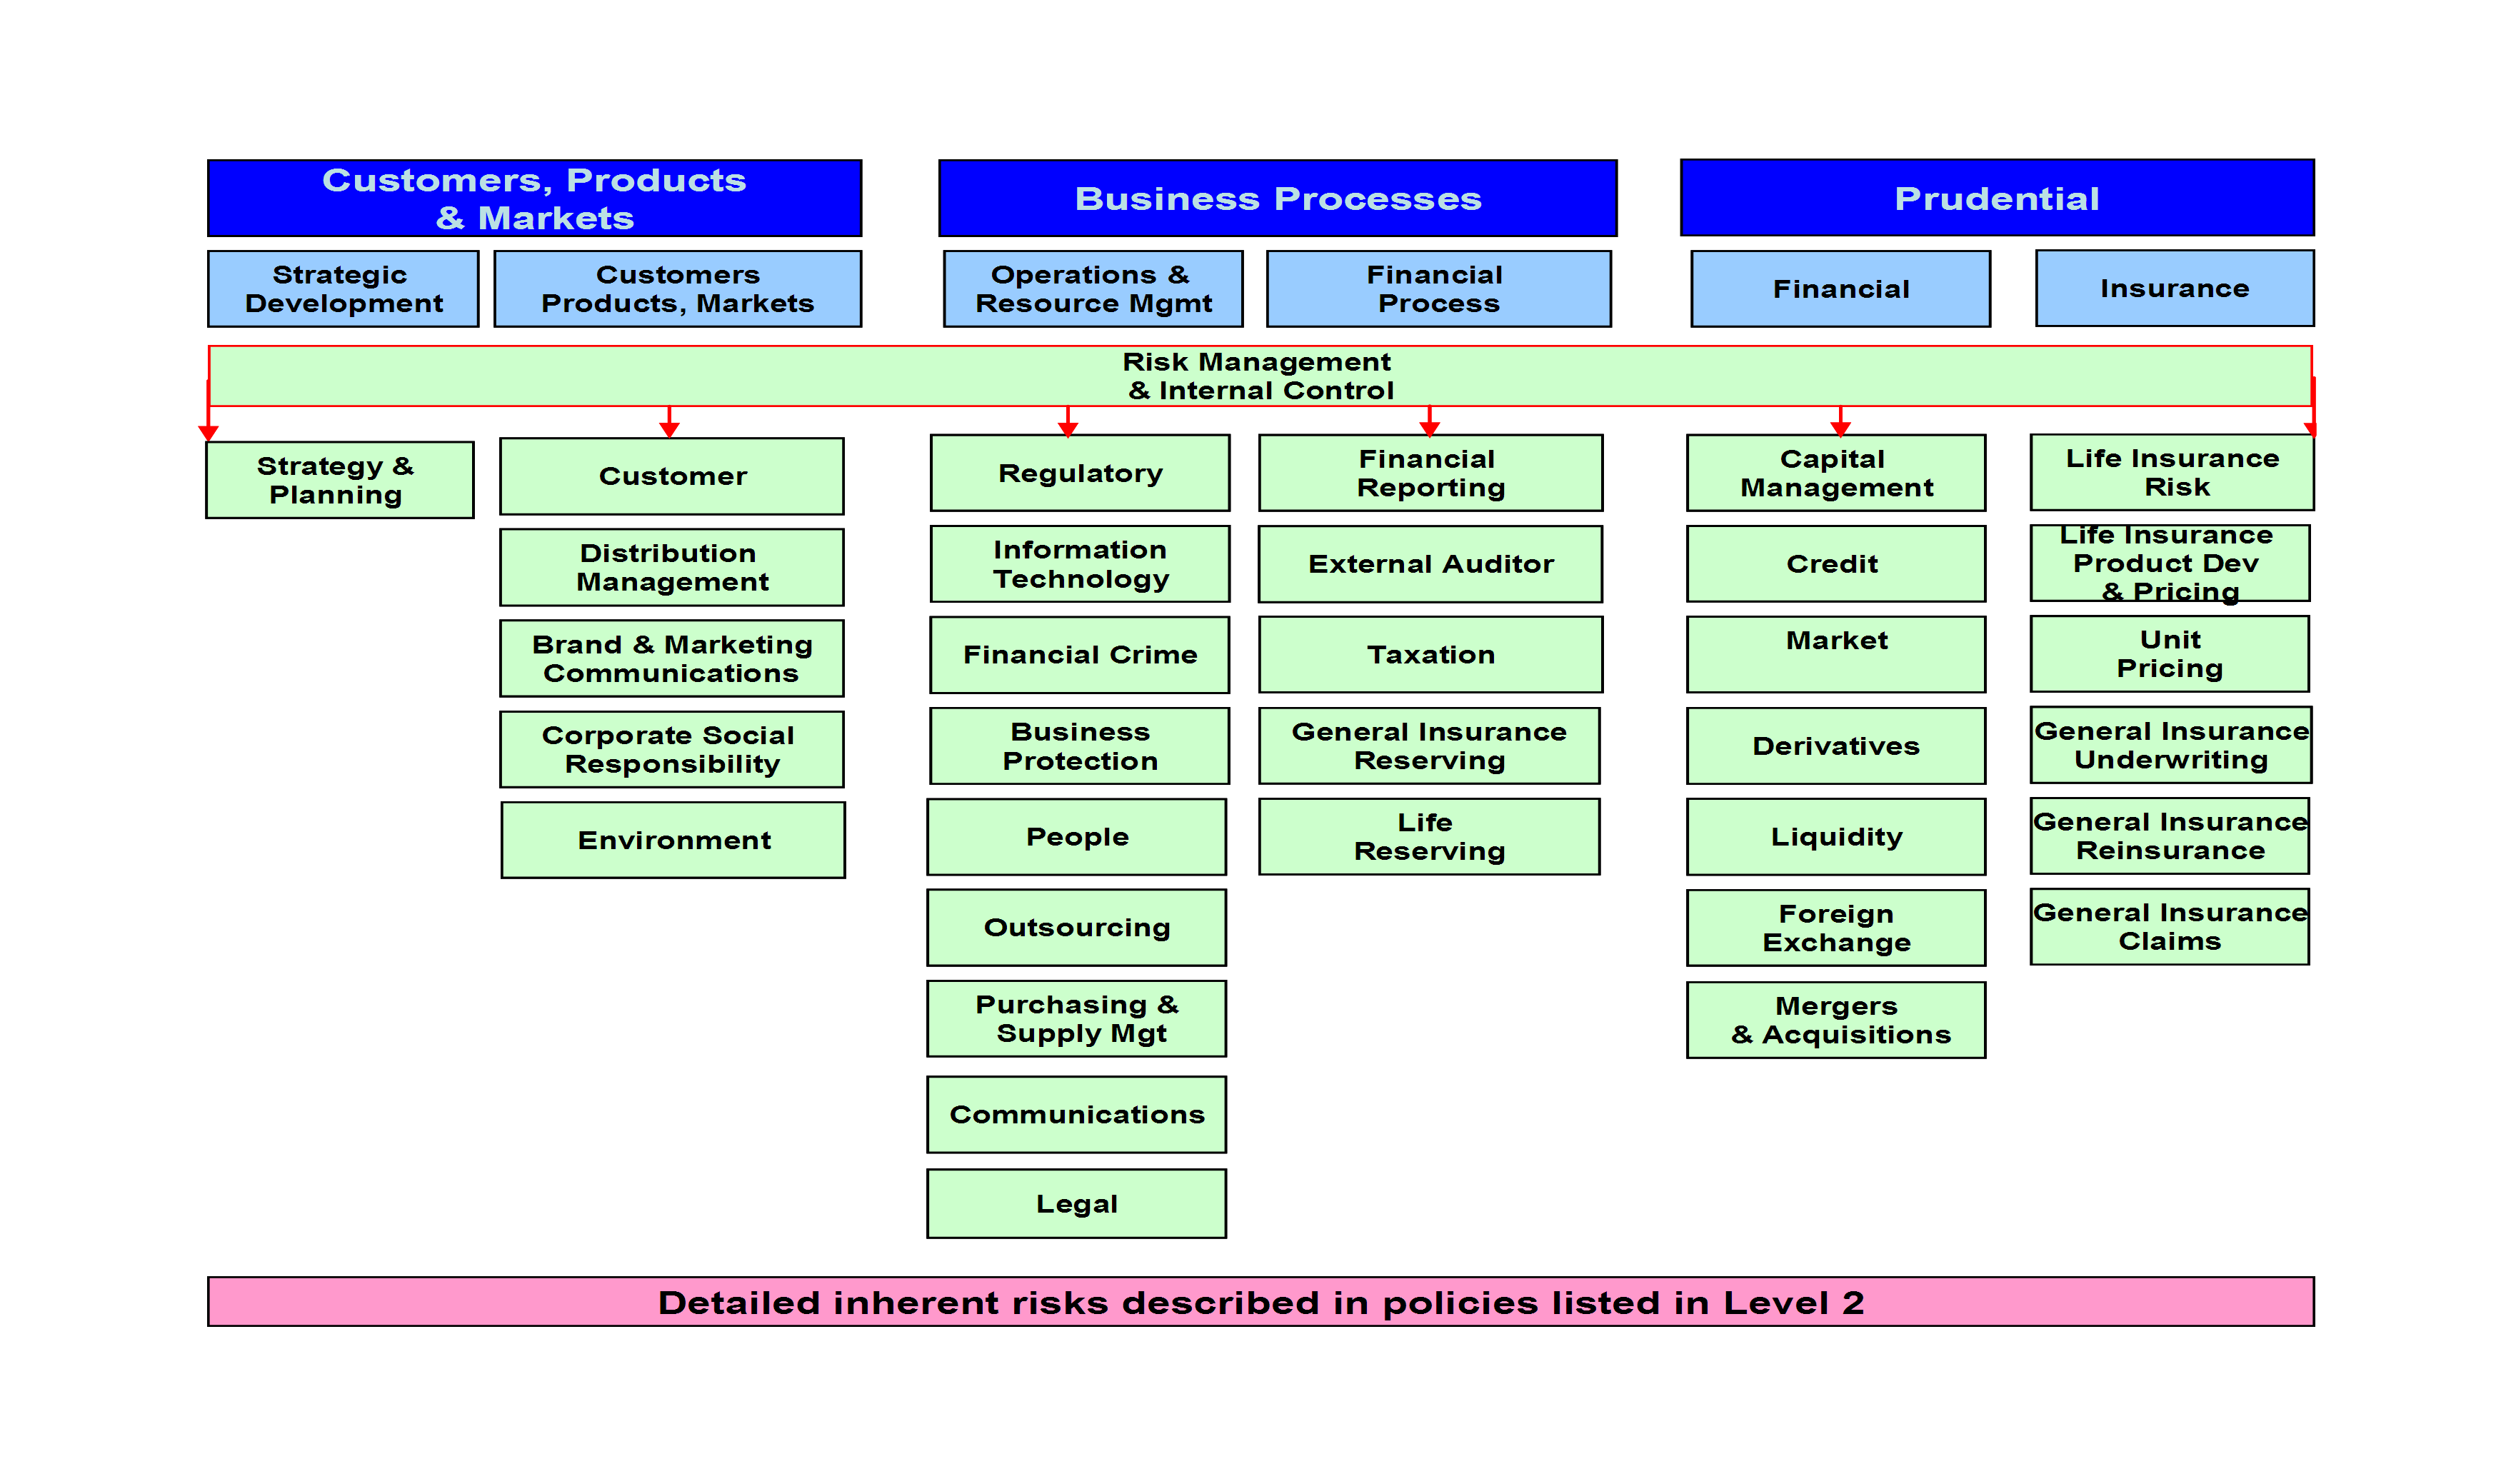 Customers, Products
& Markets
Business Processes
Prudential
Strategic
Development
Customers
Products, Markets
Operations &
Resource Mgmt
Financial
Process
Financial
Insurance
Risk Management
& Internal Control
Strategy &
Planning
Customer
Distribution
Management
Brand & Marketing
Communications
Corporate Social
Responsibility
Environment
Regulatory
Information
Technology
Financial Crime
Business
Protection
People
Outsourcing
Purchasing &
Supply Mgt
Communications
Legal
Financial
Reporting
External Auditor
Taxation
General Insurance
Reserving
Life
Reserving
Capital
Management
Credit
Market
Derivatives
Liquidity
Foreign
Exchange
Mergers
& Acquisitions
Life Insurance
Risk
Life Insurance
Product Dev
& Pricing
Unit
Pricing
General Insurance
Underwriting
General Insurance
Reinsurance
General Insurance
Claims
Detailed inherent risks described in policies listed in Level 2